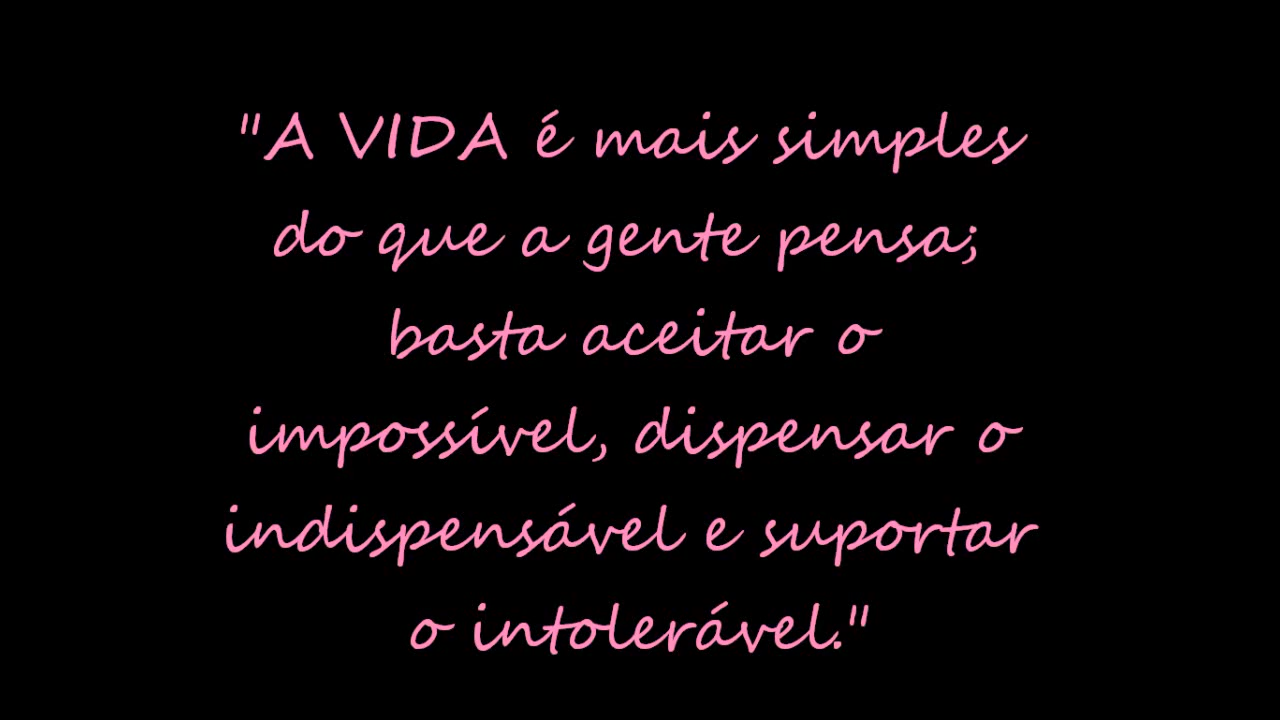 "A VIDA é mais simples
do que a gente pensa;
basta aceitar o
impossível, dispensar o
indispensável e suportar
o intolerável."